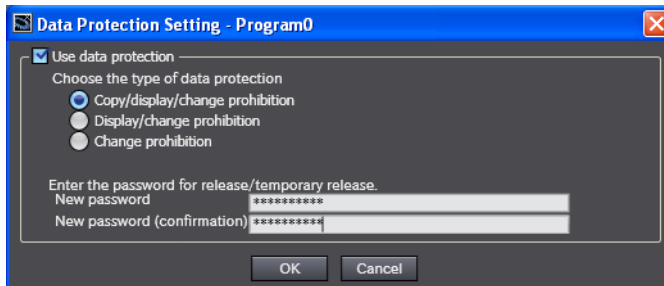 Data Protection Setting - Program0
Use data protection
Choose the type of data protection
Copy/display/change prohibition
Display/change prohibition
Change prohibition
Enter the password for release/temporary release.
New password **********
New password (confirmation) **********
OK Cancel